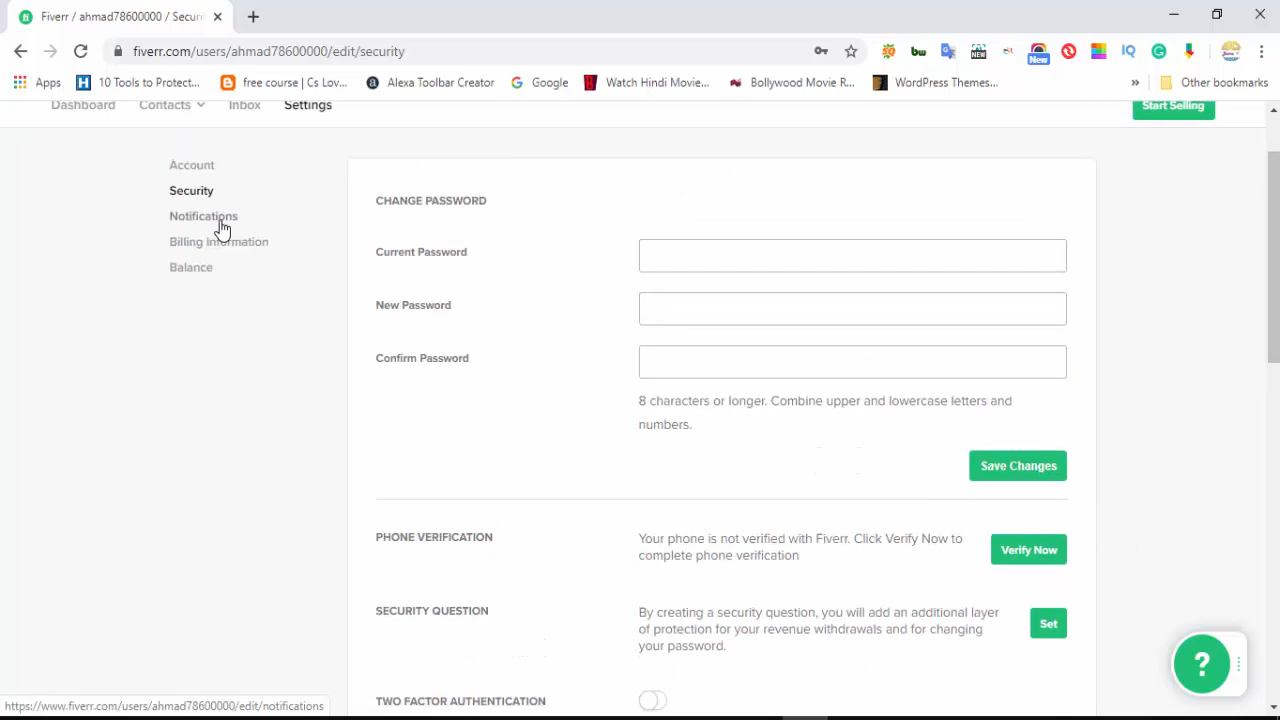 Fiverr / ahmad78600000 / Secur
fiverr.com/users/ahmad78600000/edit/security
New
NEW
bw
IQ
Apps
10 Tools to Protect...
free course | Cs Lov...
Alexa Toolbar Creator
Google
Watch Hindi Movie...
Bollywood Movie R...
WordPress Themes...
»
Other bookmarks
Dashboard
Contacts
Inbox
Settings
Start Selling
Account
Security
Notifications
Billing Information
Balance
CHANGE PASSWORD
Current Password
New Password
Confirm Password
8 characters or longer. Combine upper and lowercase letters and
numbers.
Save Changes
PHONE VERIFICATION
Your phone is not verified with Fiverr. Click Verify Now to
complete phone verification
Verify Now
SECURITY QUESTION
By creating a security question, you will add an additional layer
of protection for your revenue withdrawals and for changing
your password.
Set
TWO FACTOR AUTHENTICATION
?
https://www.fiverr.com/users/ahmad78600000/edit/notifications